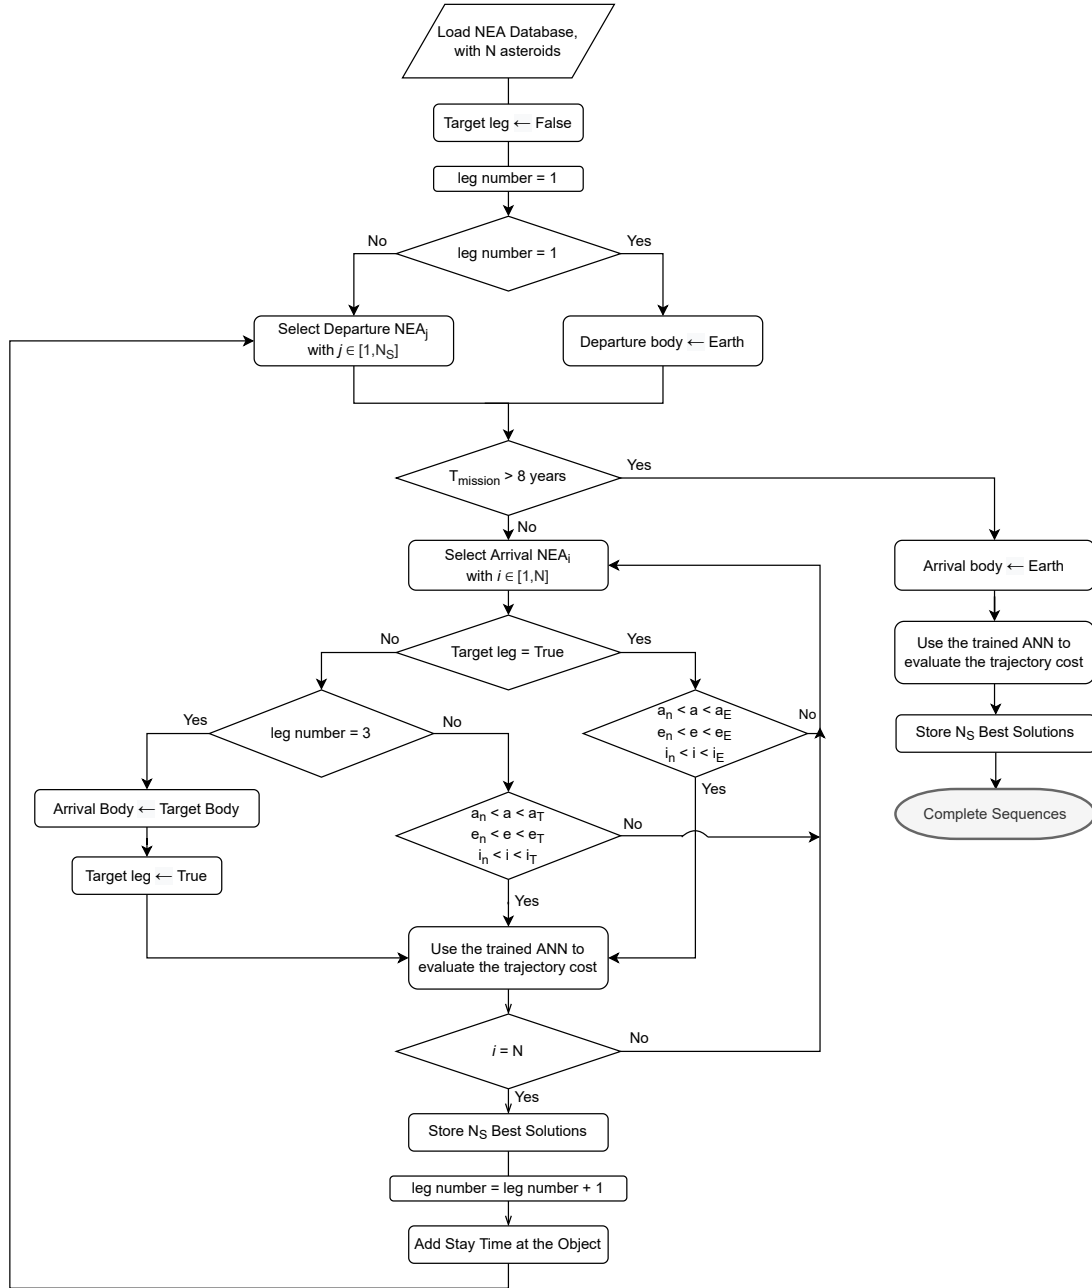 Load NEA Database,
with N asteroids
Target leg ← False
leg number = 1
leg number = 1
No
Yes
Select Departure NEAj
with j ∈ [1,NS]
Departure body ← Earth
Tmission > 8 years
Yes
No
Select Arrival NEAi
with i ∈ [1,N]
Arrival body ← Earth
Use the trained ANN to
evaluate the trajectory cost
Store NS Best Solutions
Complete Sequences
Target leg = True
No
Yes
leg number = 3
Yes
No
an < a < aE
en < e < eE
in < i < iE
No
Yes
Arrival Body ← Target Body
Target leg ← True
an < a < aT
en < e < eT
in < i < iT
No
Yes
Use the trained ANN to
evaluate the trajectory cost
i = N
No
Yes
Store NS Best Solutions
leg number = leg number + 1
Add Stay Time at the Object